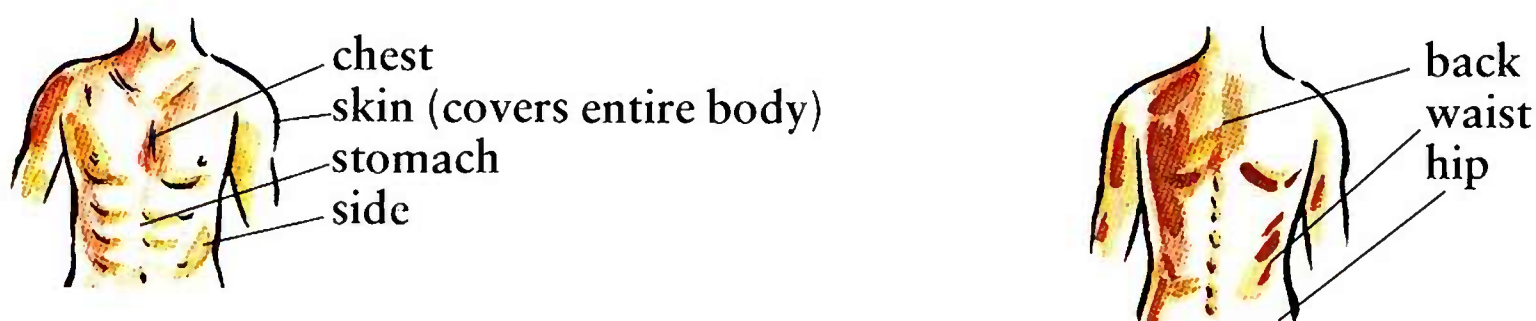 chest
skin (covers entire body)
stomach
side
back
waist
hip